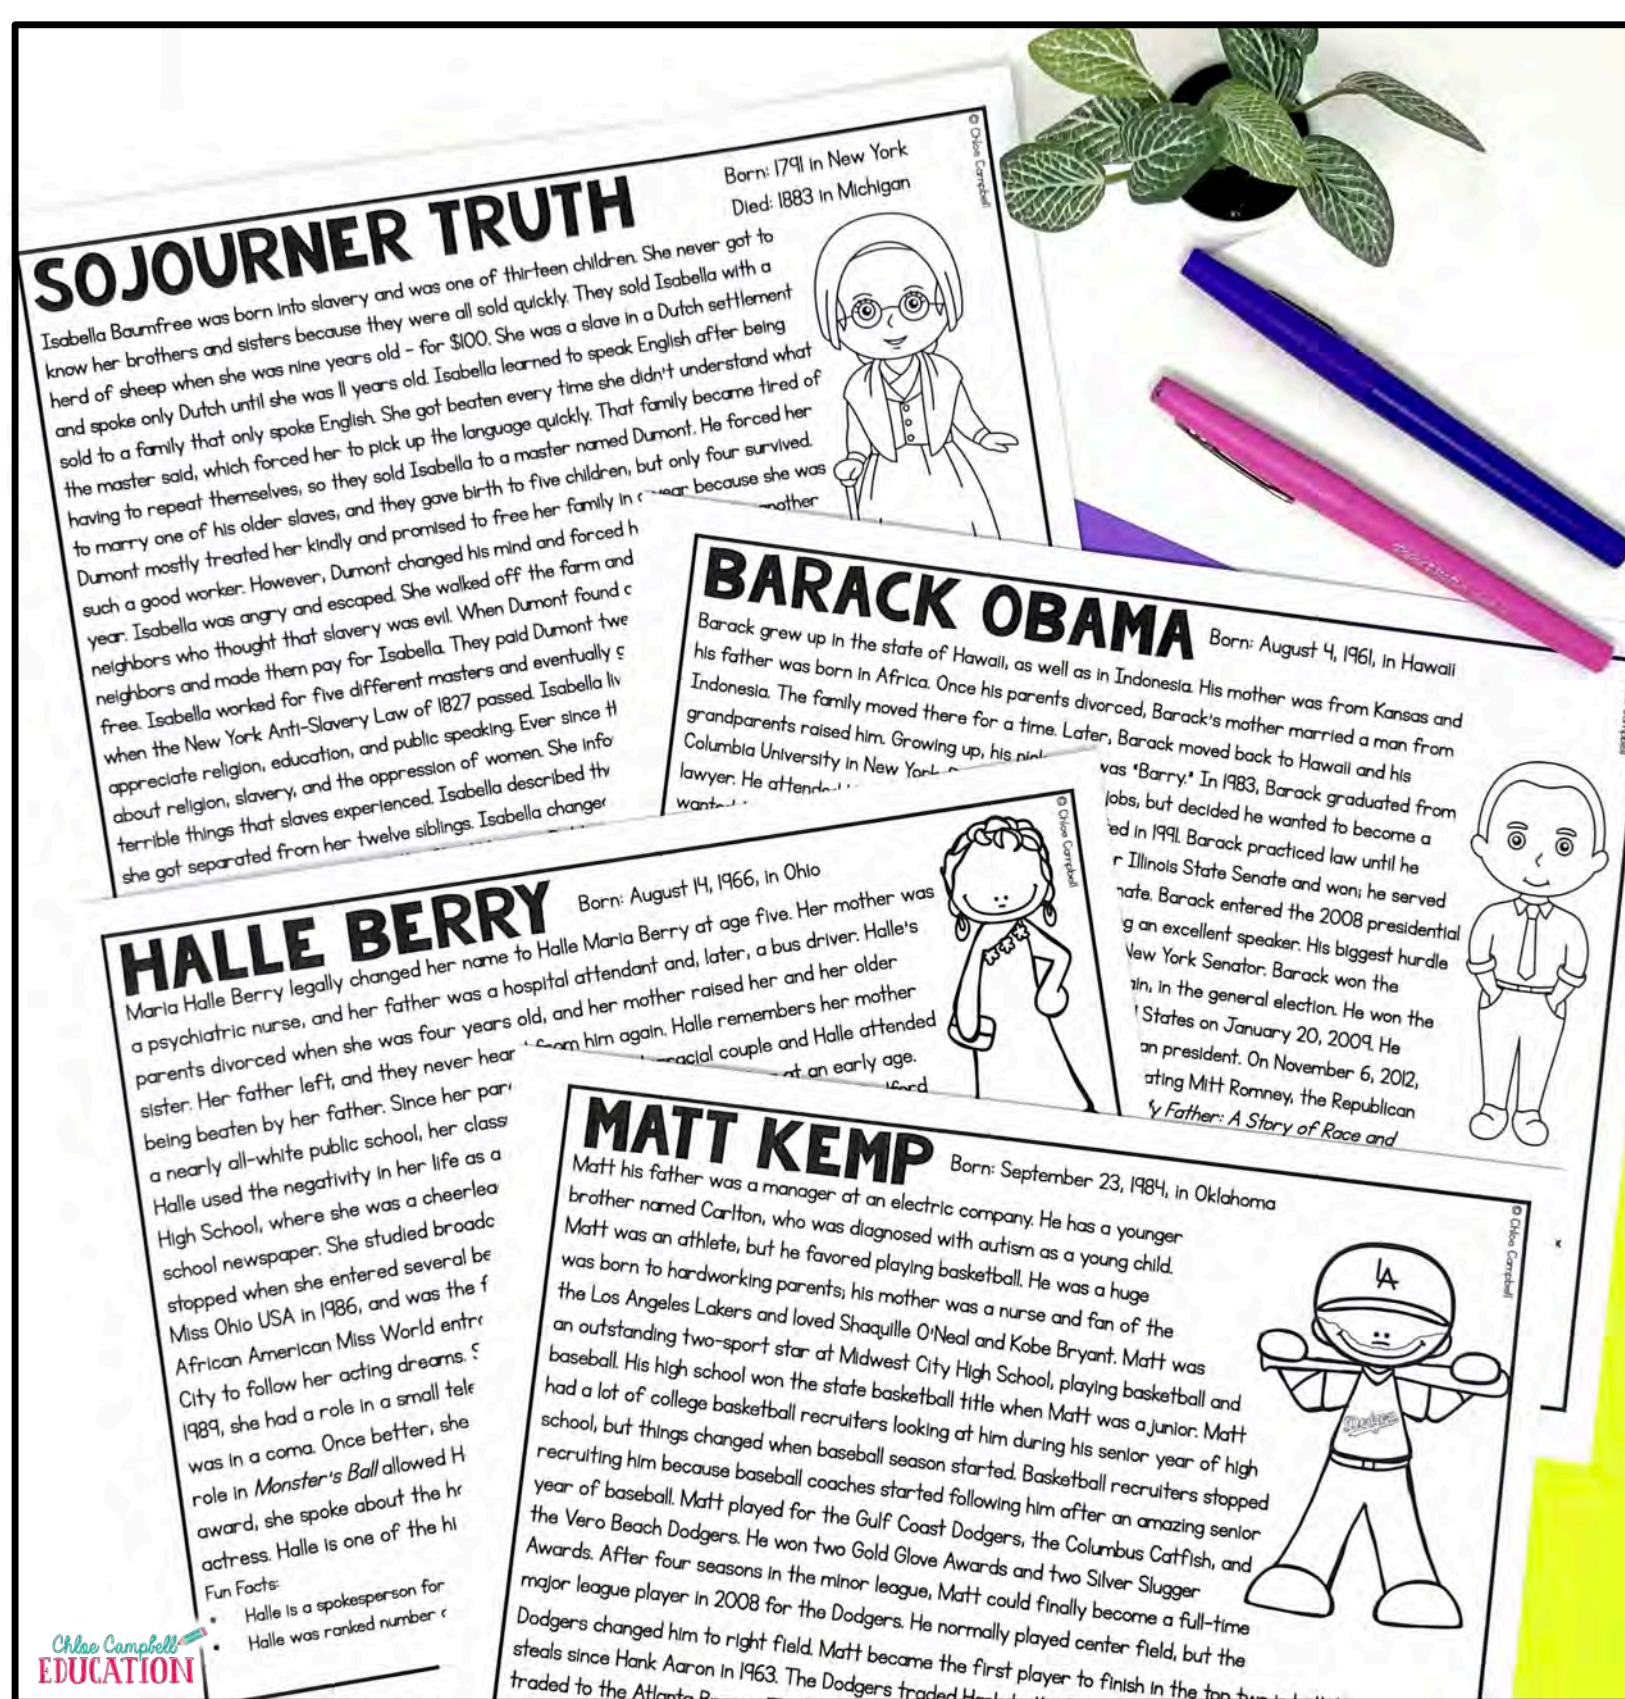 SOJOURNER TRUTH
Born: 1791 in New York
Died: 1883 in Michigan
© Chloe Campbell
Isabella Baumfree was born into slavery and was one of thirteen children. She never got to
know her brothers and sisters because they were all sold quickly. They sold Isabella with a
herd of sheep when she was nine years old - for $100. She was a slave in a Dutch settlement
and spoke only Dutch until she was 11 years old. Isabella learned to speak English after being
sold to a family that only spoke English. She got beaten every time she didn't understand what
the master said, which forced her to pick up the language quickly. That family became tired of
having to repeat themselves, so they sold Isabella to a master named Dumont. He forced her
to marry one of his older slaves, and they gave birth to five children, but only four survived.
Dumont mostly treated her kindly and promised to free her family in a year because she was
such a good worker. However, Dumont changed his mind and forced
year. Isabella was angry and escaped. She walked off the farm and
neighbors who thought that slavery was evil. When Dumont found
neighbors and made them pay for Isabella. They paid Dumont
free. Isabella worked for five different masters and eventually
when the New York Anti-Slavery Law of 1827 passed. Isabella
appreciate religion, education, and public speaking. Ever since
about religion, slavery, and the oppression of women. She
terrible things that slaves experienced. Isabella described
she got separated from her twelve siblings. Isabella
BARACK OBAMA
Born: August 4, 1961, in Hawaii
Barack grew up in the state of Hawaii, as well as in Indonesia. His mother was from Kansas and
his father was born in Africa. Once his parents divorced, Barack's mother married a man from
Indonesia. The family moved there for a time. Later, Barack moved back to Hawaii and his
grandparents raised him. Growing up, his was "Barry." In 1983, Barack graduated from
Columbia University in New York jobs, but decided he wanted to become a
lawyer. He attended in 1991. Barack practiced law until he
Illinois State Senate and won; he served
Barack entered the 2008 presidential
an excellent speaker. His biggest hurdle
New York Senator. Barack won the
in the general election. He won the
States on January 20, 2009. He
president. On November 6, 2012,
Mitt Romney, the Republican
Father: A Story of Race and
HALLE BERRY
Born: August 14, 1966, in Ohio
© Chloe Campbell
Maria Halle Berry legally changed her name to Halle Maria Berry at age five. Her mother was
a psychiatric nurse, and her father was a hospital attendant and, later, a bus driver. Halle's
parents divorced when she was four years old, and her mother raised her and her older
sister. Her father left, and they never hear from him again. Halle remembers her mother
being beaten by her father. Since her couple and Halle attended
a nearly all-white public school, her at an early age.
Halle used the negativity in her life as a
High School, where she was a
school newspaper. She studied
stopped when she entered several
Miss Ohio USA in 1986, and was the
African American Miss World
City to follow her acting dreams.
1989, she had a role in a small
was in a coma. Once better, she
role in Monster's Ball allowed
award, she spoke about the
actress. Halle is one of the
Fun Facts:
• Halle is a spokesperson for
• Halle was ranked number
MATT KEMP
Born: September 23, 1984, in Oklahoma
© Chloe Campbell
Matt his father was a manager at an electric company. He has a younger
brother named Carlton, who was diagnosed with autism as a young child.
Matt was an athlete, but he favored playing basketball. He was a huge
was born to hardworking parents; his mother was a nurse and fan of the
the Los Angeles Lakers and loved Shaquille O'Neal and Kobe Bryant. Matt was
an outstanding two-sport star at Midwest City High School, playing basketball and
baseball. His high school won the state basketball title when Matt was a junior. Matt
had a lot of college basketball recruiters looking at him during his senior year of high
school, but things changed when baseball season started. Basketball recruiters stopped
recruiting him because baseball coaches started following him after an amazing senior
year of baseball. Matt played for the Gulf Coast Dodgers, the Columbus Catfish, and
the Vero Beach Dodgers. He won two Gold Glove Awards and two Silver Slugger
Awards. After four seasons in the minor league, Matt could finally become a full-time
major league player in 2008 for the Dodgers. He normally played center field, but the
Dodgers changed him to right field. Matt became the first player to finish in the top
steals since Hank Aaron in 1963. The Dodgers traded
traded to the Atlanta
LA
Dodgers
Chloe Campbell
EDUCATION